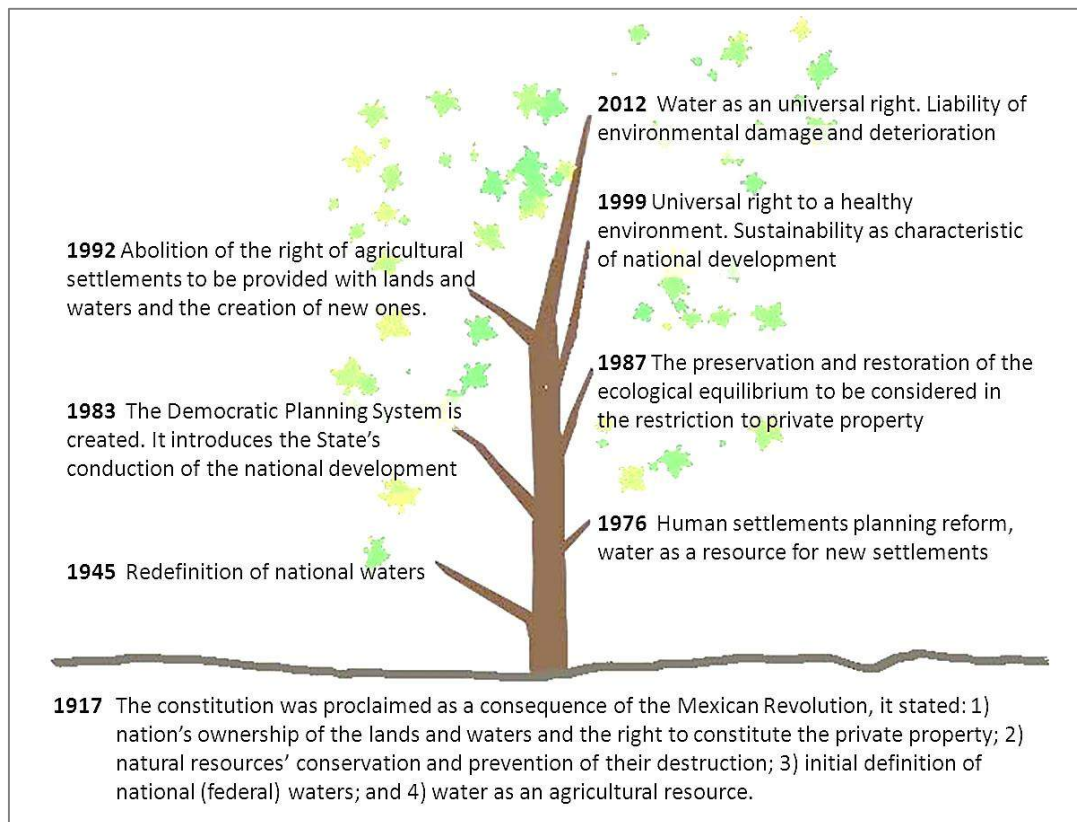 2012 Water as an universal right. Liability of
environmental damage and deterioration
1999 Universal right to a healthy
environment. Sustainability as characteristic
of national development
1992 Abolition of the right of agricultural
settlements to be provided with lands and
waters and the creation of new ones.
1987 The preservation and restoration of the
ecological equilibrium to be considered in
the restriction to private property
1983 The Democratic Planning System is
created. It introduces the State’s
conduction of the national development
1976 Human settlements planning reform,
water as a resource for new settlements
1945 Redefinition of national waters
1917 The constitution was proclaimed as a consequence of the Mexican Revolution, it stated: 1)
nation’s ownership of the lands and waters and the right to constitute the private property; 2)
natural resources’ conservation and prevention of their destruction; 3) initial definition of
national (federal) waters; and 4) water as an agricultural resource.